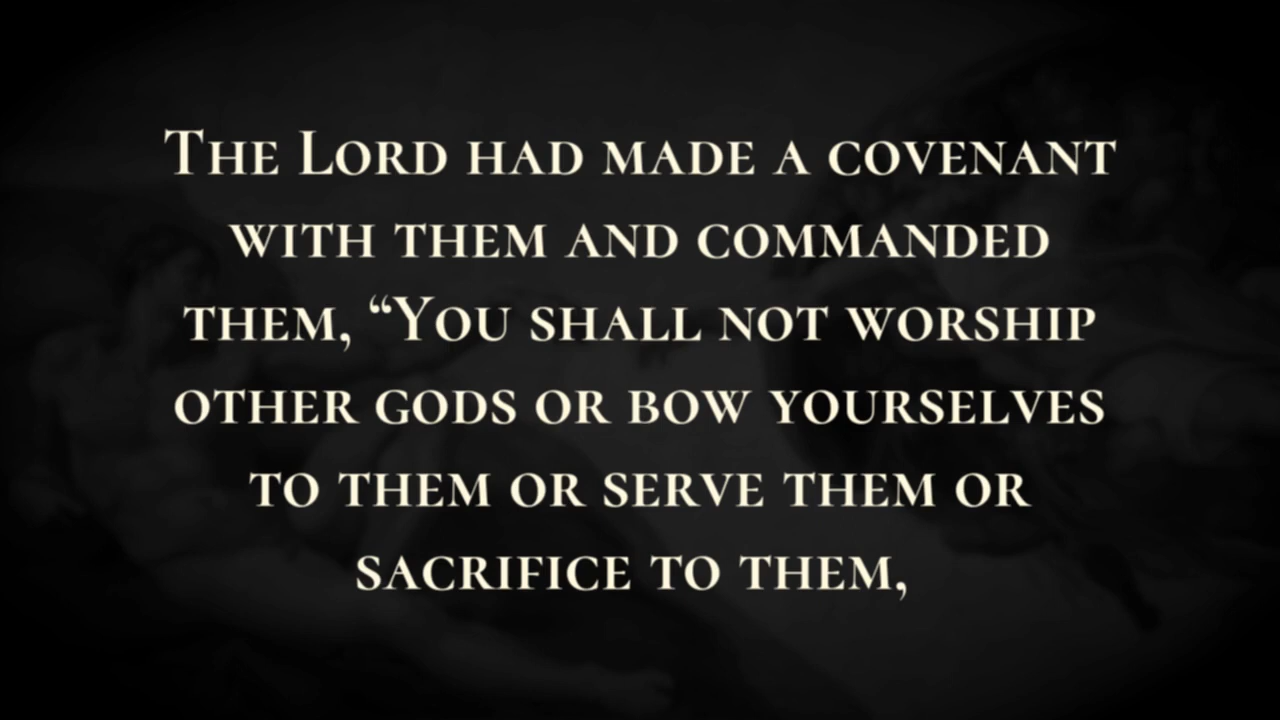 The Lord had made a covenant
with them and commanded
them, “You shall not worship
other gods or bow yourselves
to them or serve them or
sacrifice to them,